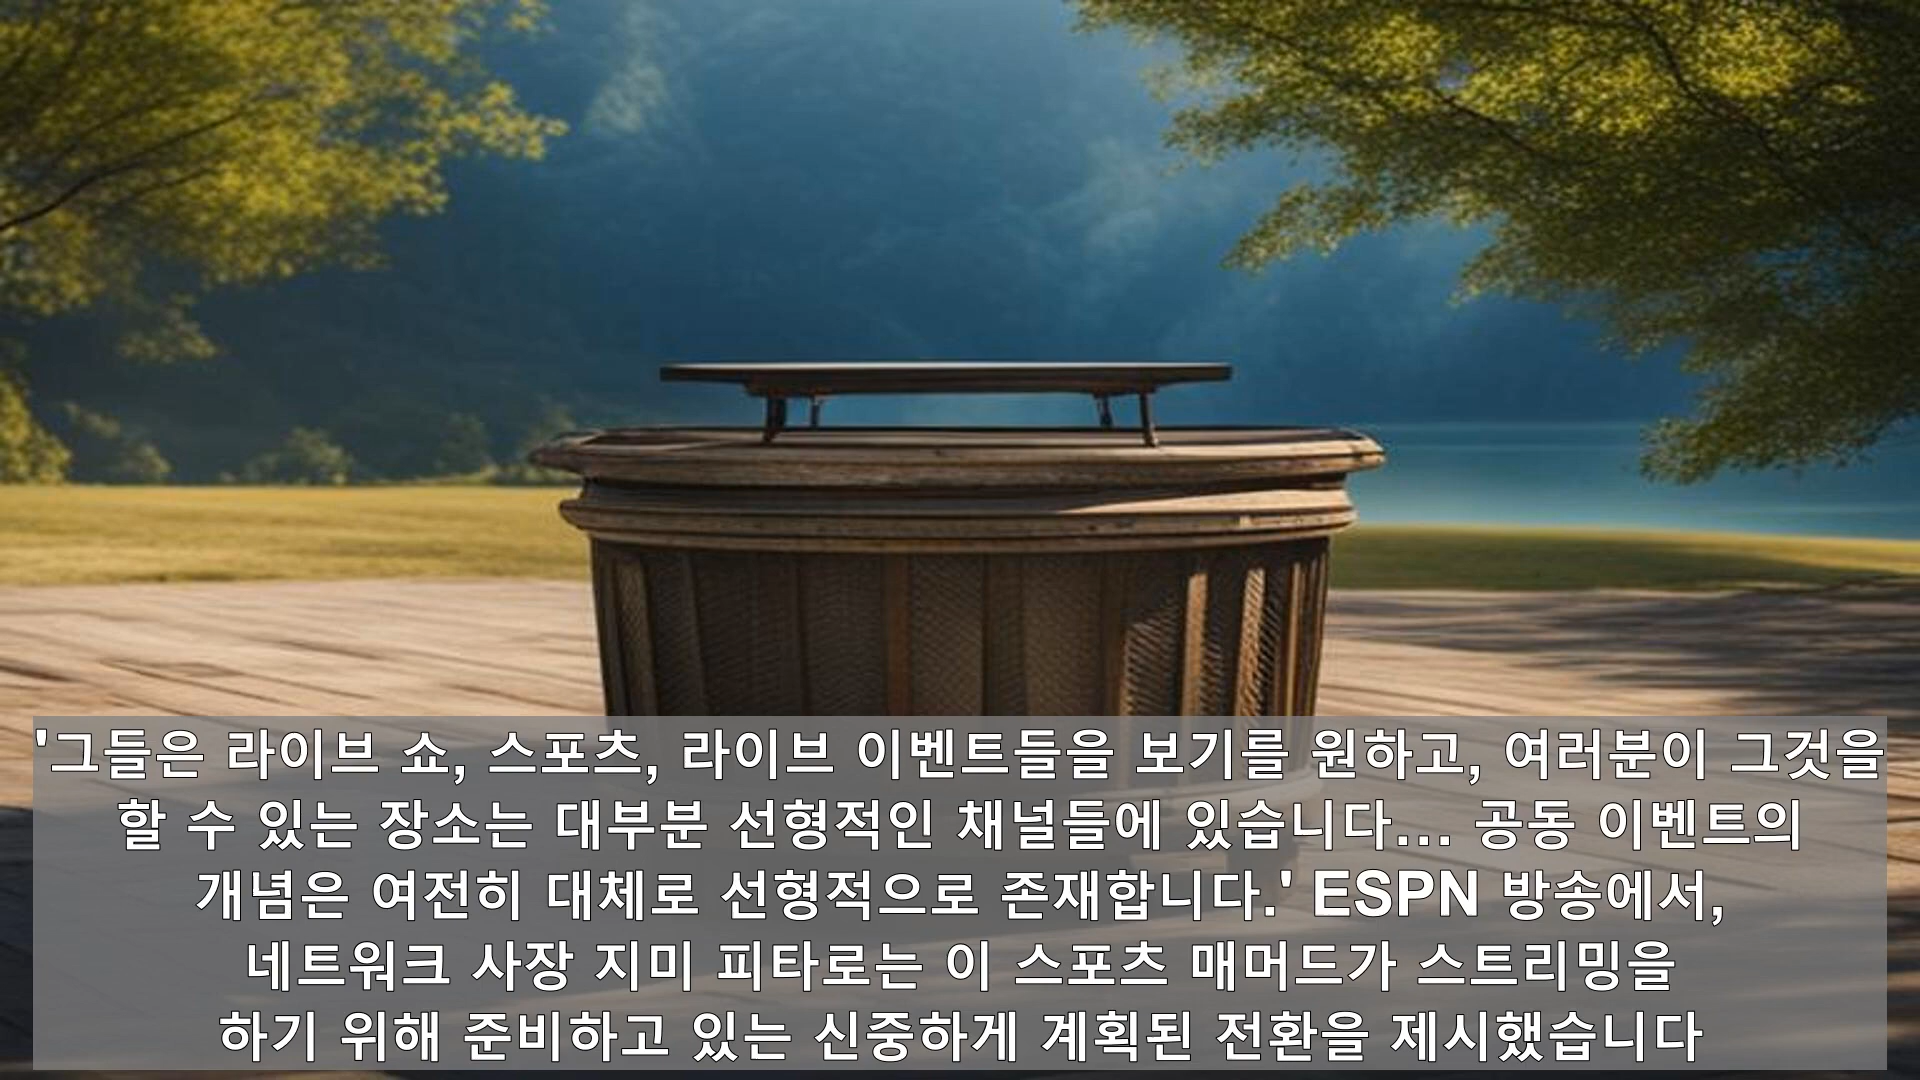 '그들은 라이브 쇼, 스포츠, 라이브 이벤트들을 보기를 원하고, 여러분이 그것을
할 수 있는 장소는 대부분 선형적인 채널들에 있습니다... 공동 이벤트의
개념은 여전히 대체로 선형적으로 존재합니다.' ESPN 방송에서,
네트워크 사장 지미 피타로는 이 스포츠 매머드가 스트리밍을
하기 위해 준비하고 있는 신중하게 계획된 전환을 제시했습니다